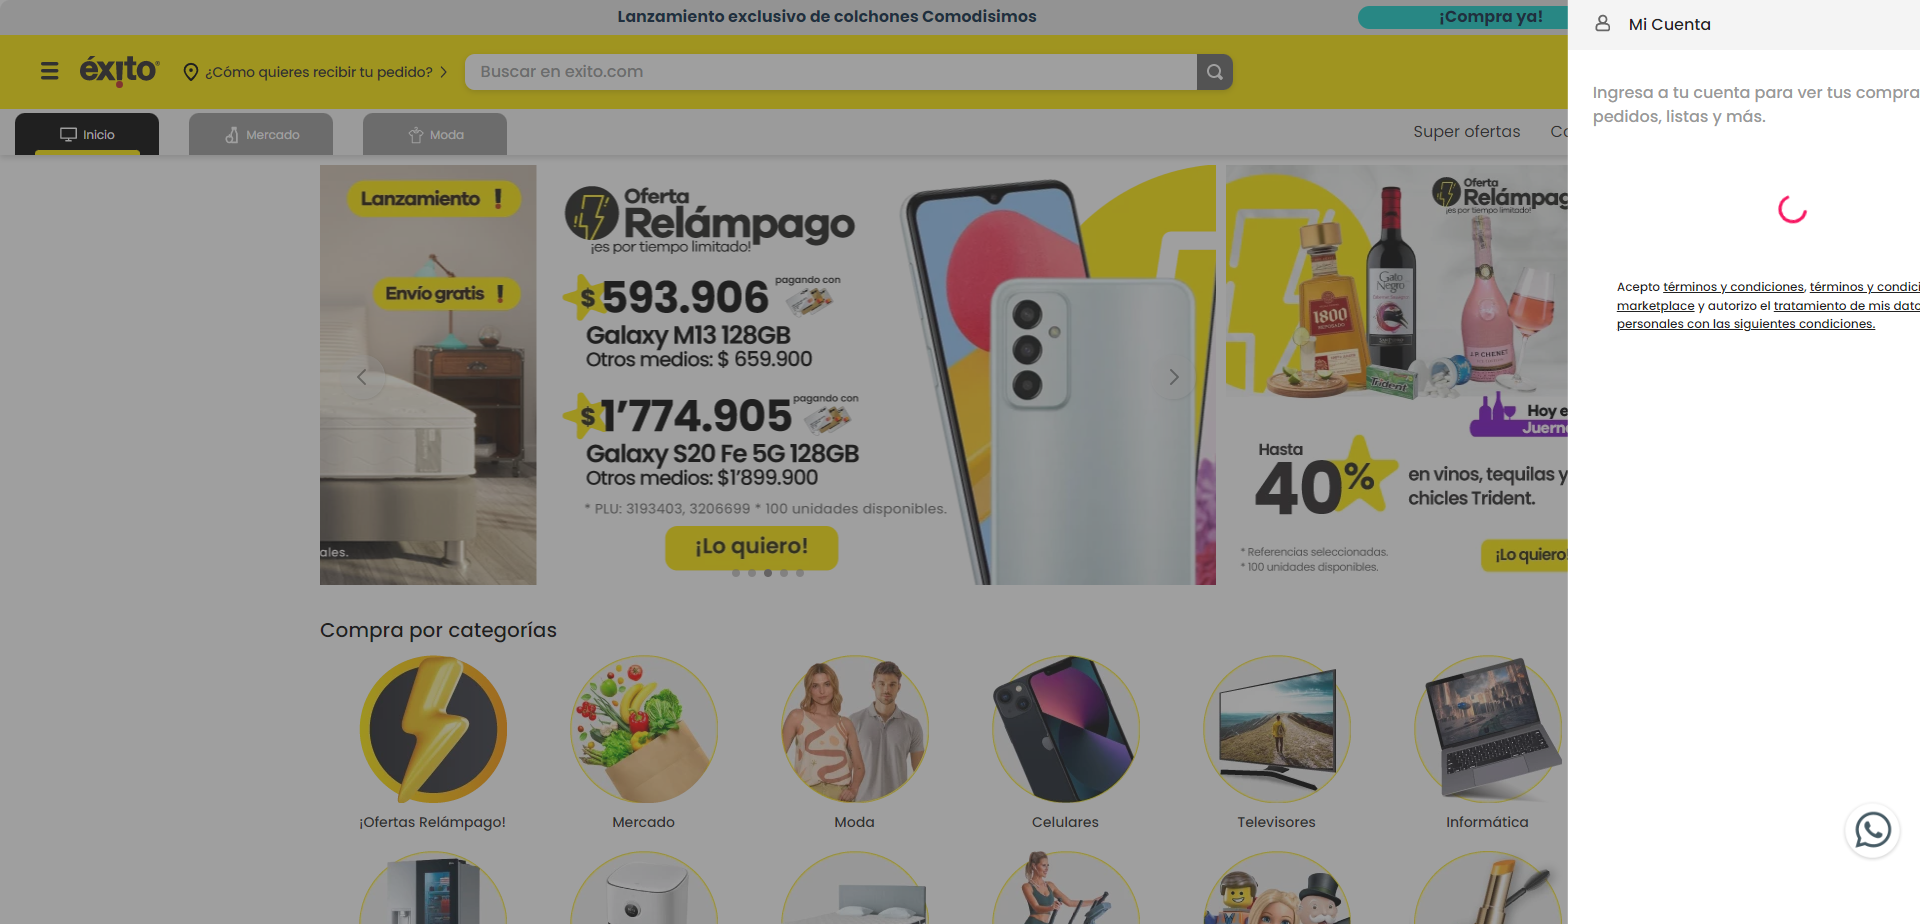 Lanzamiento exclusivo de colchones Comodisimos
¡Compra ya!
éxito
¿Cómo quieres recibir tu pedido?
Buscar en exito.com
Inicio
Mercado
Moda
Super ofertas
Mi Cuenta
Ingresa a tu cuenta para ver tus compra
pedidos, listas y más.
Acepto términos y condiciones, términos y condici
marketplace y autorizo el tratamiento de mis dato
personales con las siguientes condiciones.
Lanzamiento !
Envío gratis !
ales.
Oferta
Relámpago
¡es por tiempo limitado!
$593.906 pagando con
Galaxy M13 128GB
Otros medios: $ 659.900
$1'774.905 pagando con
Galaxy S20 Fe 5G 128GB
Otros medios: $1'899.900
* PLU: 3193403, 3206699 * 100 unidades disponibles.
¡Lo quiero!
Oferta
Relámpag
¡es por tiempo limitado!
Gato
Negro
1800
J.P. CHENET
Trident
Hoy e
Juern
Hasta
40%
en vinos, tequilas y
chicles Trident.
* Referencias seleccionadas.
* 100 unidades disponibles.
¡Lo quiero!
Compra por categorías
¡Ofertas Relámpago!
Mercado
Moda
Celulares
Televisores
Informática